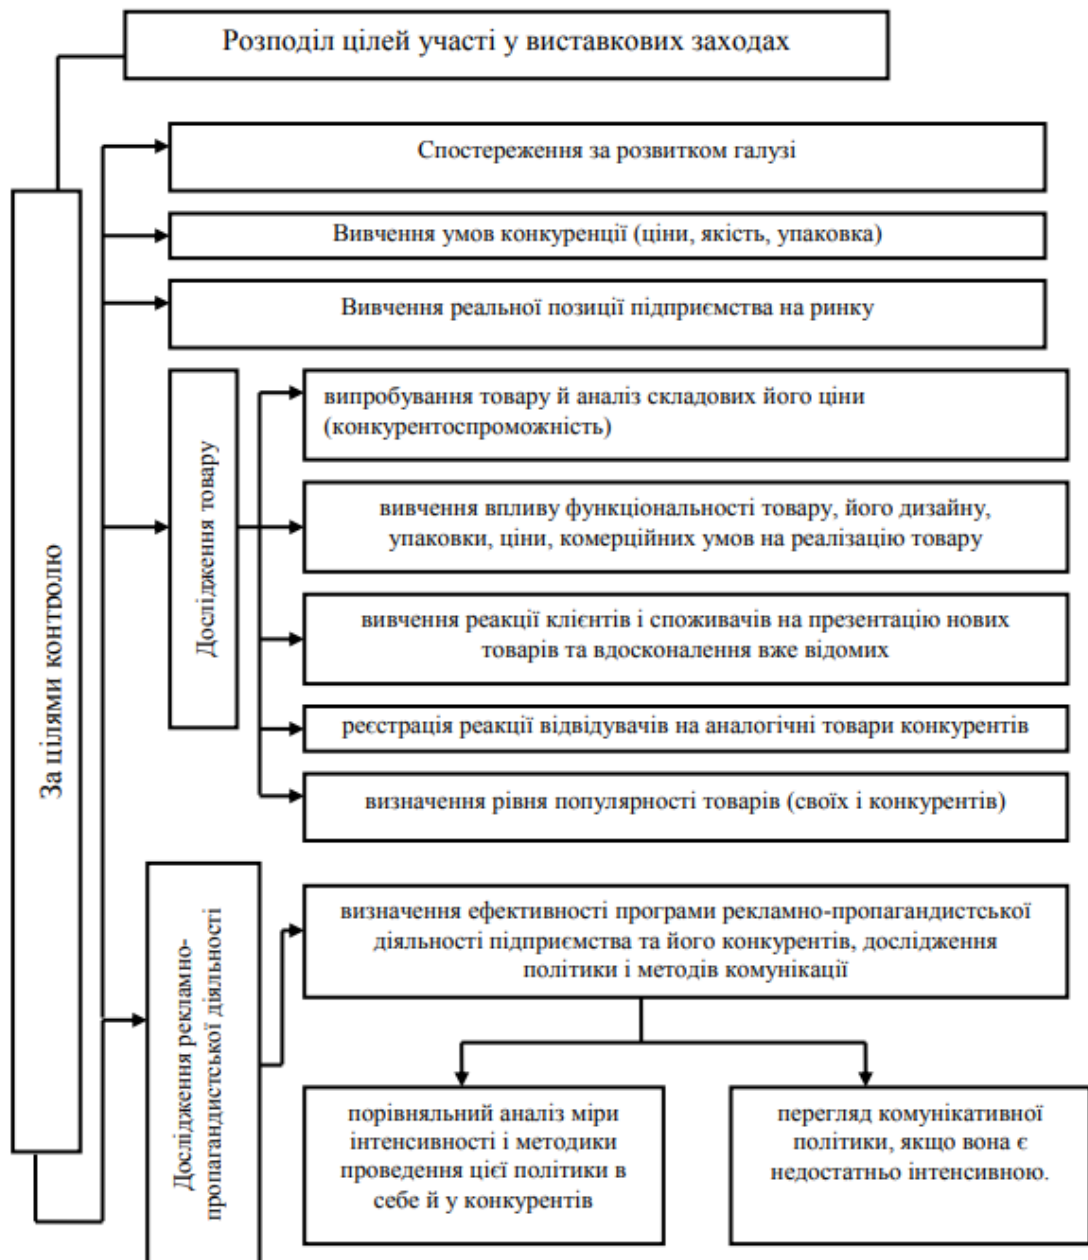 Розподіл цілей участі у виставкових заходах
Спостереження за розвитком галузі
Вивчення умов конкуренції (ціни, якість, упаковка)
Вивчення реальної позиції підприємства на ринку
За цілями контролю
Дослідження товару
випробування товару й аналіз складових його ціни
(конкурентоспроможність)
вивчення впливу функціональності товару, його дизайну,
упаковки, ціни, комерційних умов на реалізацію товару
вивчення реакції клієнтів і споживачів на презентацію нових
товарів та вдосконалення вже відомих
реєстрація реакції відвідувачів на аналогічні товари конкурентів
визначення рівня популярності товарів (своїх і конкурентів)
Дослідження рекламно-
пропагандистської діяльності
визначення ефективності програми рекламно-пропагандистської
діяльності підприємства та його конкурентів, дослідження
політики і методів комунікації
порівняльний аналіз міри
інтенсивності і методики
проведення цієї політики в
себе й у конкурентів
перегляд комунікативної
політики, якщо вона є
недостатньо інтенсивною.